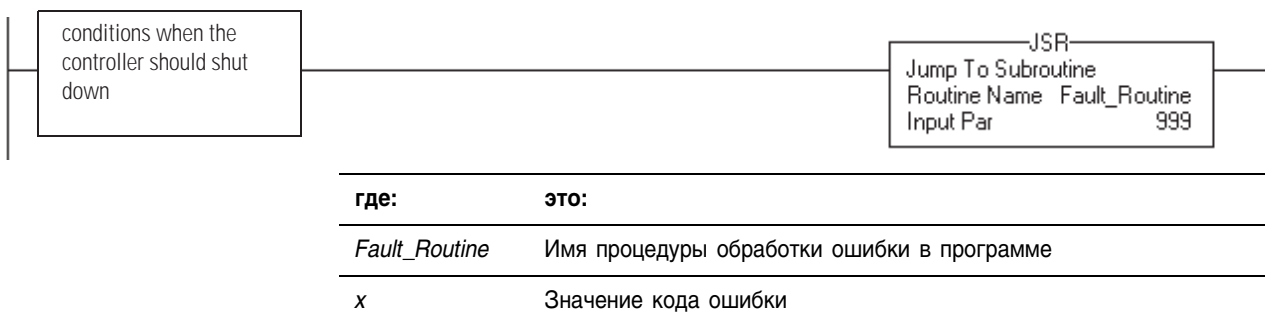 conditions when the
controller should shut
down
JSR
Jump To Subroutine
Routine Name Fault_Routine
Input Par 999
где: это:
Fault_Routine Имя процедуры обработки ошибки в программе
x Значение кода ошибки